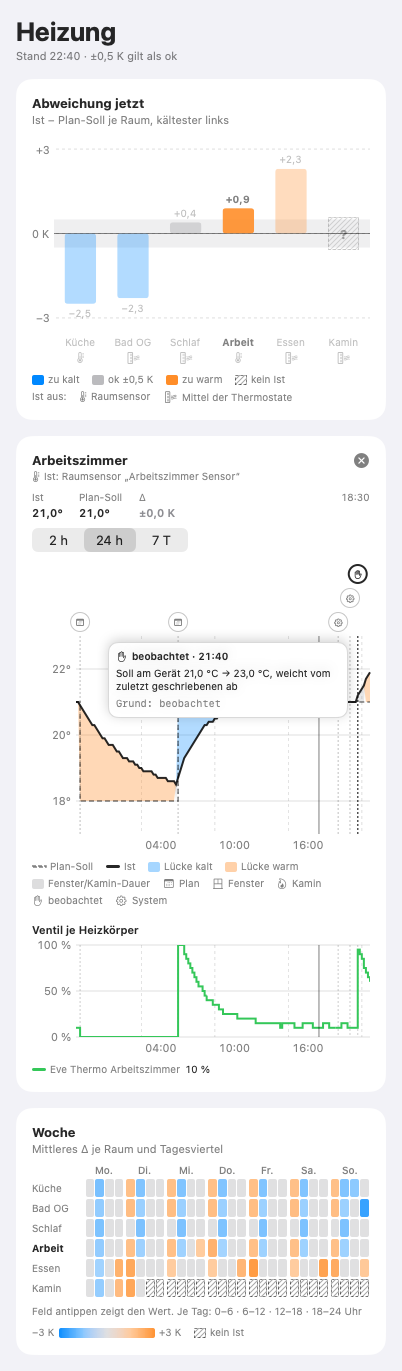 Heizung
Stand 22:40 · ±0,5 K gilt als ok
Abweichung jetzt
Ist – Plan-Soll je Raum, kältester links
+3
+2,3
+0,9
+0,4
0 K
?
−2,5
−2,3
−3
Küche Bad OG Schlaf Arbeit Essen Kamin
zu kalt ok ±0,5 K zu warm kein Ist
Ist aus: Raumsensor Mittel der Thermostate
Arbeitszimmer
Ist: Raumsensor „Arbeitszimmer Sensor“
Ist Plan-Soll Δ 18:30
21,0° 21,0° ±0,0 K
2 h 24 h 7 T
beobachtet · 21:40
Soll am Gerät 21,0 °C → 23,0 °C, weicht vom
zuletzt geschriebenen ab
Grund: beobachtet
22°
20°
18°
04:00 10:00 16:00
Plan-Soll Ist Lücke kalt Lücke warm
Fenster/Kamin-Dauer Plan Fenster Kamin
beobachtet System
Ventil je Heizkörper
100 %
50 %
0 %
04:00 10:00 16:00
Eve Thermo Arbeitszimmer 10 %
Woche
Mittleres Δ je Raum und Tagesviertel
Mo. Di. Mi. Do. Fr. Sa. So.
Küche
Bad OG
Schlaf
Arbeit
Essen
Kamin
Feld antippen zeigt den Wert. Je Tag: 0–6 · 6–12 · 12–18 · 18–24 Uhr
−3 K +3 K kein Ist